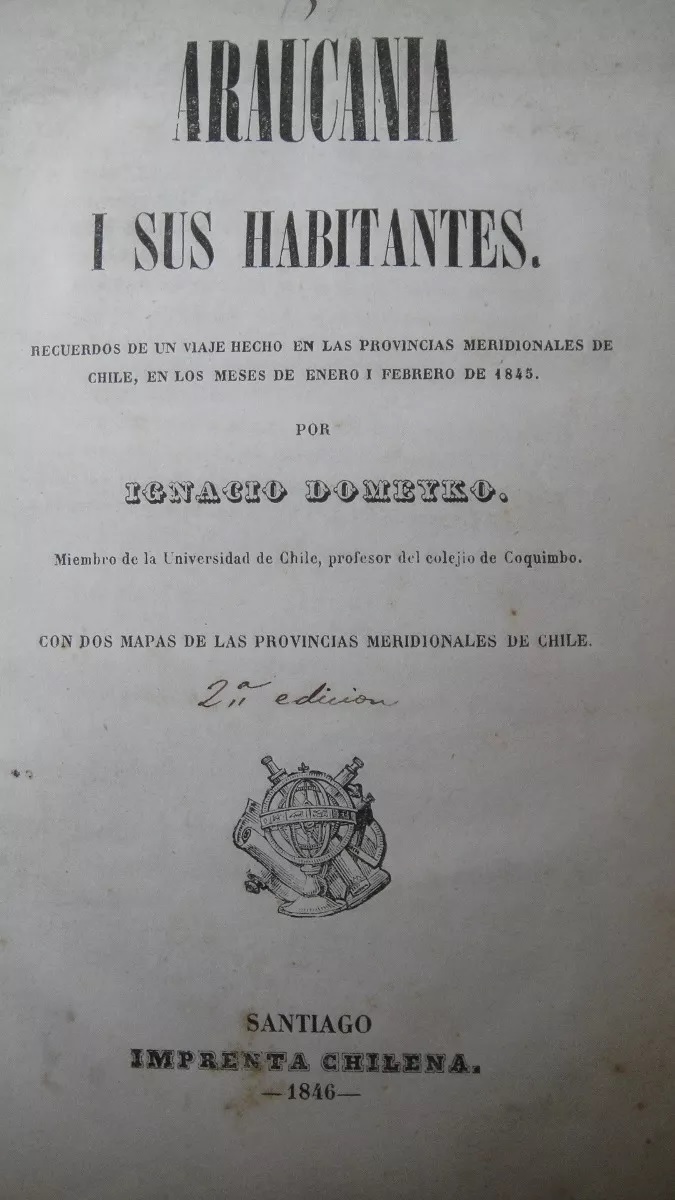 ARAUCANIA
I SUS HABITANTES.
RECUERDOS DE UN VIAJE HECHO EN LAS PROVINCIAS MERIDIONALES DE
CHILE, EN LOS MESES DE ENERO I FEBRERO DE 1845.
POR
IGNACIO DOMEYKO.
Miembro de la Universidad de Chile, profesor del colejio de Coquimbo.
CON DOS MAPAS DE LAS PROVINCIAS MERIDIONALES DE CHILE.
2ª edicion
SANTIAGO
IMPRENTA CHILENA.
—1846—